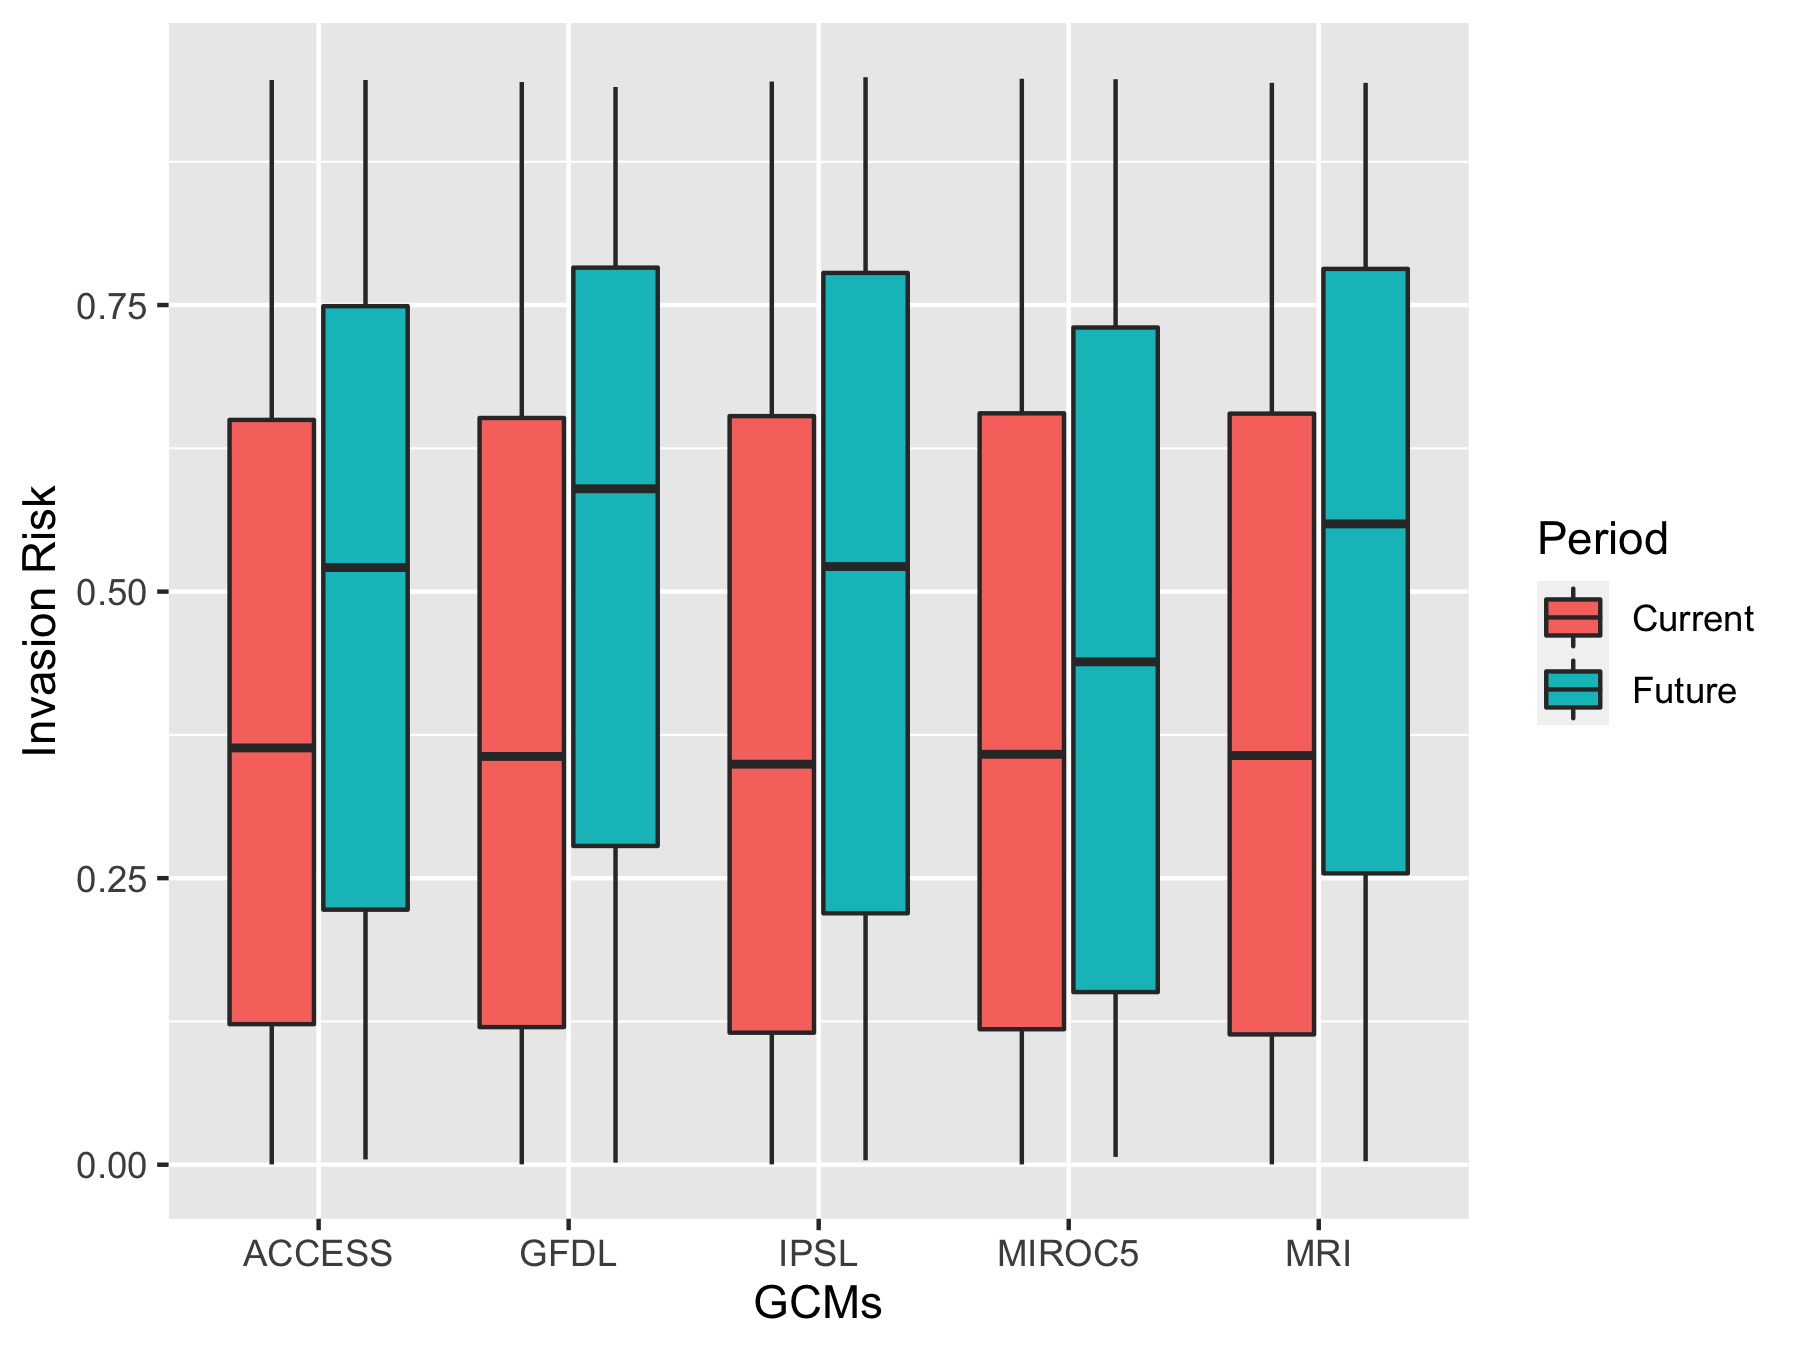 Invasion Risk
0.75
0.50
0.25
0.00
ACCESS GFDL IPSL MIROC5 MRI
GCMs
Period
Current
Future